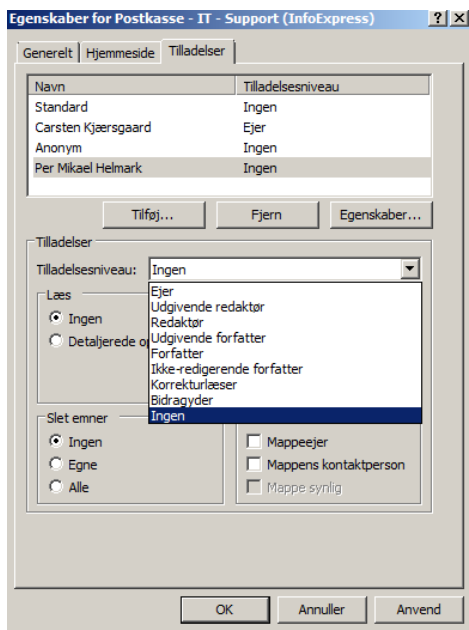 Egenskaber for Postkasse - IT - Support (InfoExpress)
Generelt Hjemmeside Tilladelser
Navn Tilladelsesniveau
Standard Ingen
Carsten Kjærsgaard Ejer
Anonym Ingen
Per Mikael Helmark Ingen
Tilføj... Fjern Egenskaber...
Tilladelser
Tilladelsesniveau: Ingen
Ejer
Udgivende redaktør
Redaktør
Udgivende forfatter
Forfatter
Ikke-redigerende forfatter
Korrekturlæser
Bidragyder
Ingen
Læs
Ingen
Detaljerede
Slet emner
Ingen
Egne
Alle
Mappeejer
Mappens kontaktperson
Mappe synlig
OK Annuller Anvend